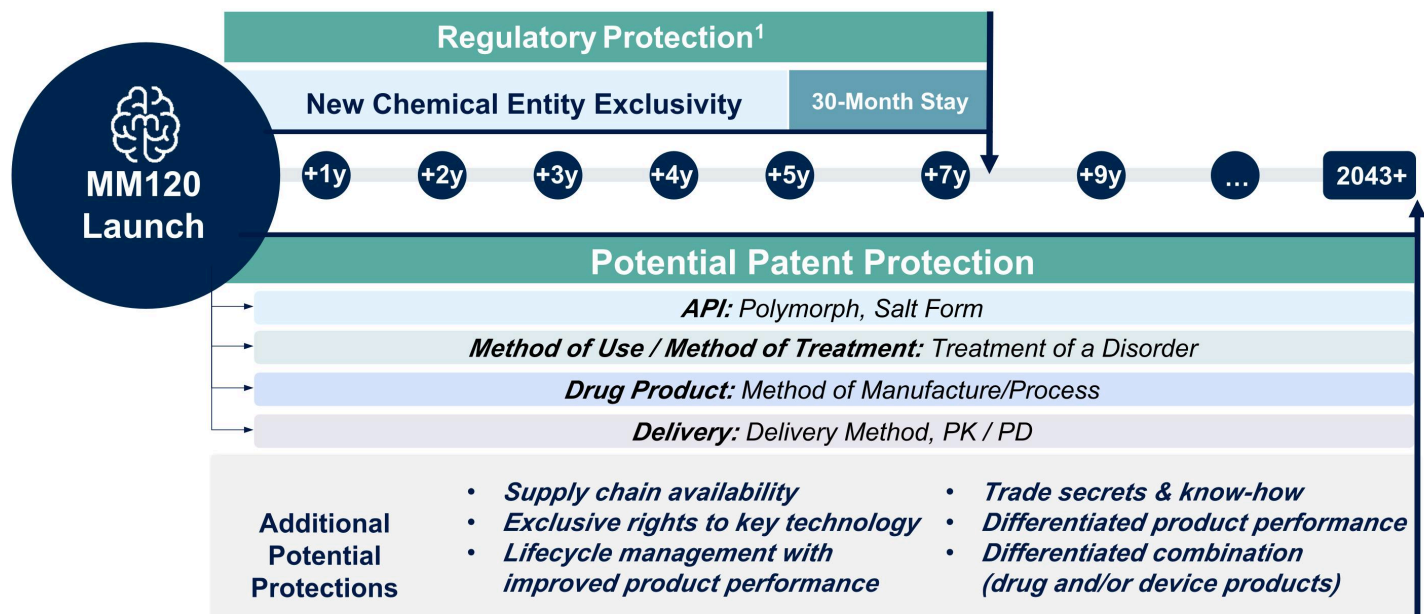 Regulatory Protection¹
New Chemical Entity Exclusivity
30-Month Stay
MM120
Launch
+1y
+2y
+3y
+4y
+5y
+7y
+9y
...
2043+
Potential Patent Protection
API: Polymorph, Salt Form
Method of Use / Method of Treatment: Treatment of a Disorder
Drug Product: Method of Manufacture/Process
Delivery: Delivery Method, PK / PD
Additional
Potential
Protections
• Supply chain availability
• Exclusive rights to key technology
• Lifecycle management with
improved product performance
• Trade secrets & know-how
• Differentiated product performance
• Differentiated combination
(drug and/or device products)